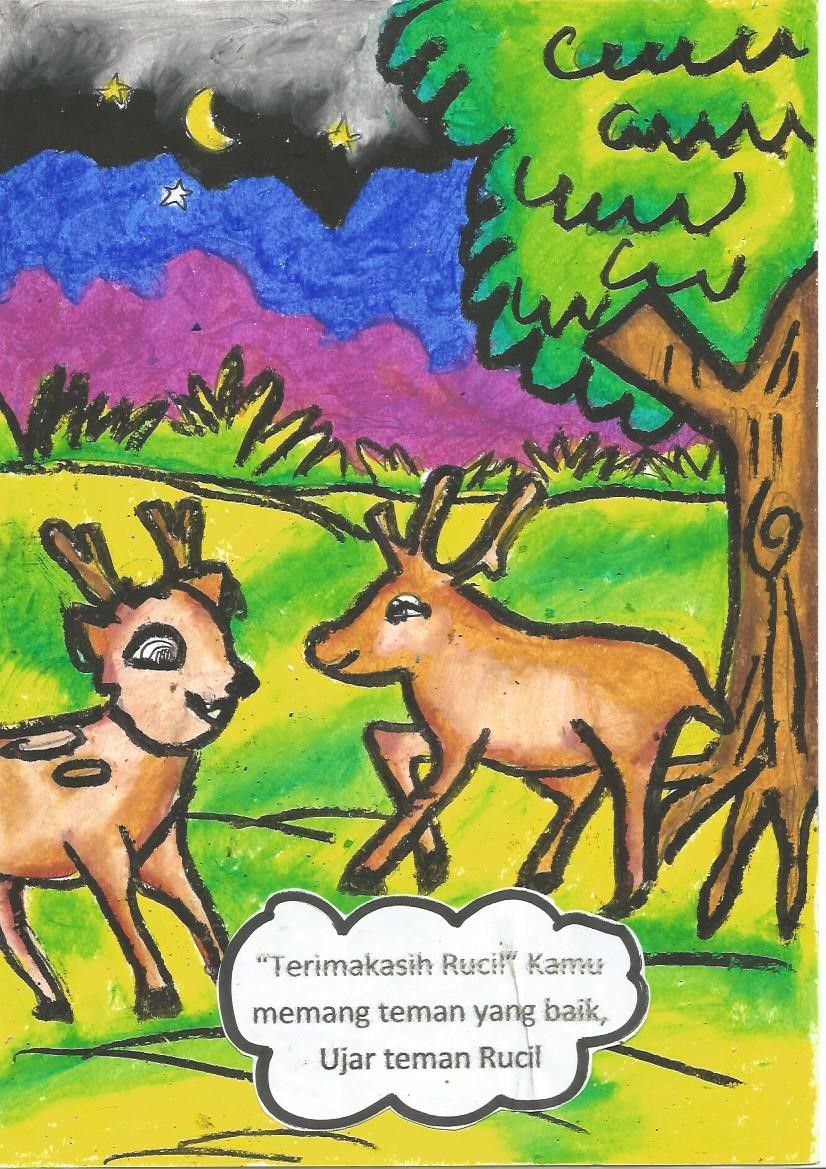 “Terimakasih Rucil” Kamu
memang teman yang baik,
Ujar teman Rucil